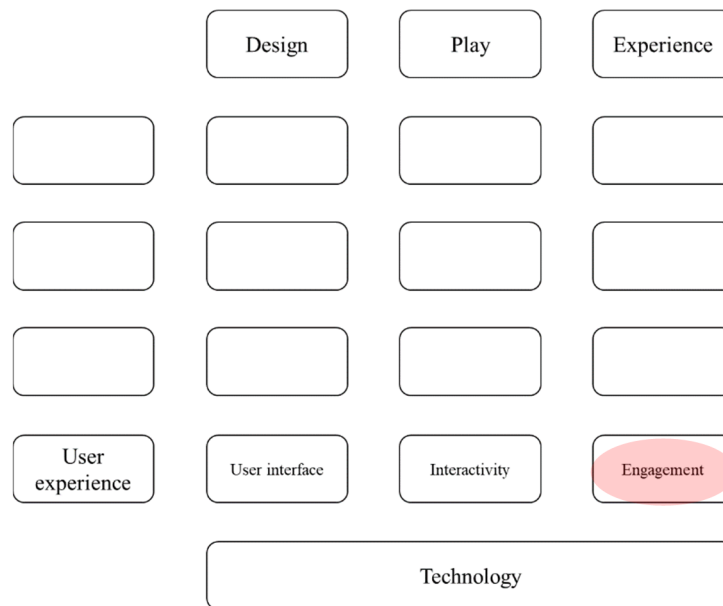 Design Play Experience
User
experience
User interface Interactivity Engagement
Technology